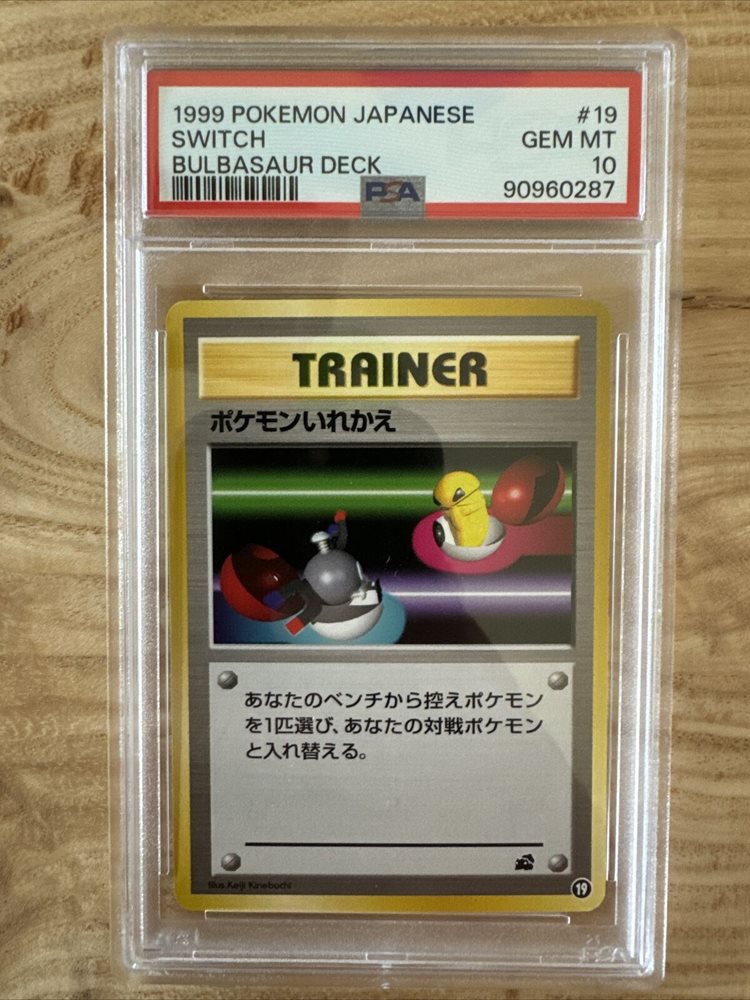 1999 POKEMON JAPANESE #19
SWITCH GEM MT
BULBASAUR DECK 10
PSA 90960287
TRAINER
ポケモンいれかえ
あなたのベンチから控えポケモン
を1匹選び、あなたの対戦ポケモン
と入れ替える。
Illus. Keiji Kinebuchi
19